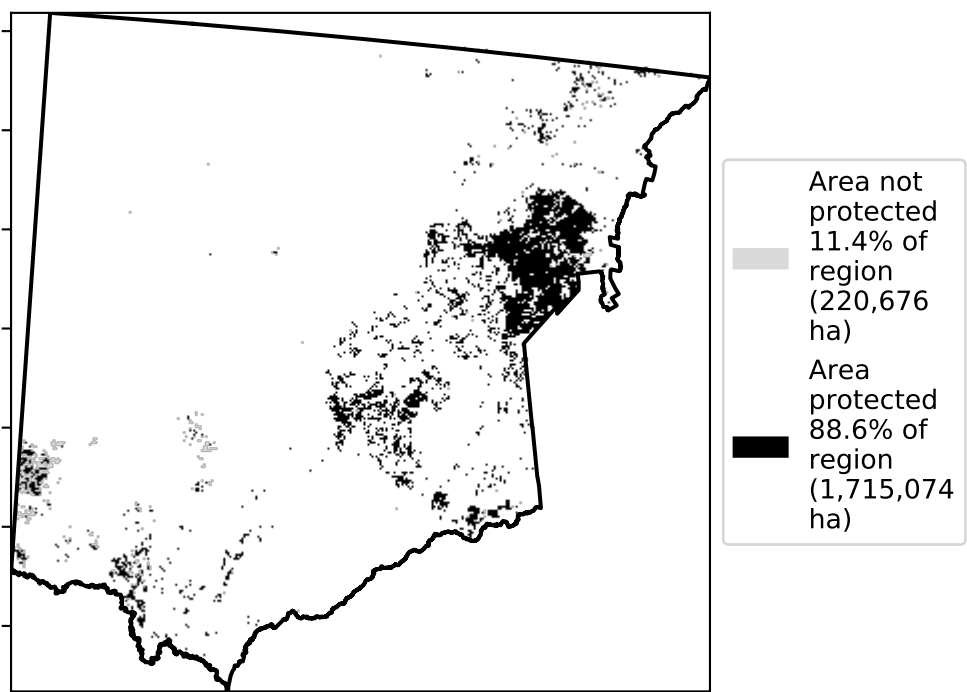 Area not
protected
11.4% of
region
(220,676
ha)
Area
protected
88.6% of
region
(1,715,074
ha)